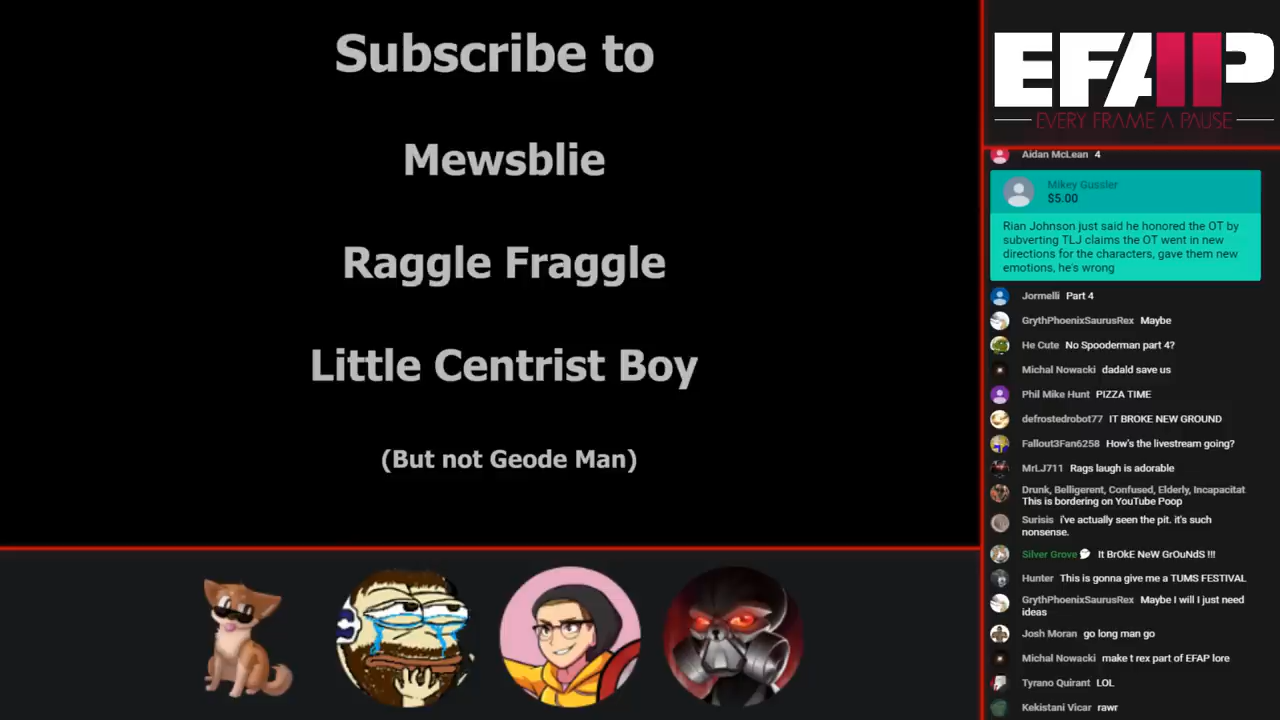 Subscribe to
Mewsblie
Raggle Fraggle
Little Centrist Boy
(But not Geode Man)
EFAP
EVERY FRAME A PAUSE
Aidan McLean 4
Mikey Gussler
$5.00
Rian Johnson just said he honored the OT by
subverting TLJ claims the OT went in new
directions for the characters, gave them new
emotions, he's wrong
Jormelli Part 4
GrythPhoenixSaurusRex Maybe
He Cute No Spooderman part 4?
Michal Nowacki dadald save us
Phil Mike Hunt PIZZA TIME
defrostedrobot77 IT BROKE NEW GROUND
Fallout3Fan6258 How's the livestream going?
MrLJ711 Rags laugh is adorable
Drunk, Belligerent, Confused, Elderly, Incapacitat
This is bordering on YouTube Poop
Surisis i've actually seen the pit. it's such
nonsense.
Silver Grove It BrOkE NeW GrOuNdS !!!
Hunter This is gonna give me a TUMS FESTIVAL
GrythPhoenixSaurusRex Maybe I will I just need
ideas
Josh Moran go long man go
Michal Nowacki make t rex part of EFAP lore
Tyrano Quirant LOL
Kekistani Vicar rawr